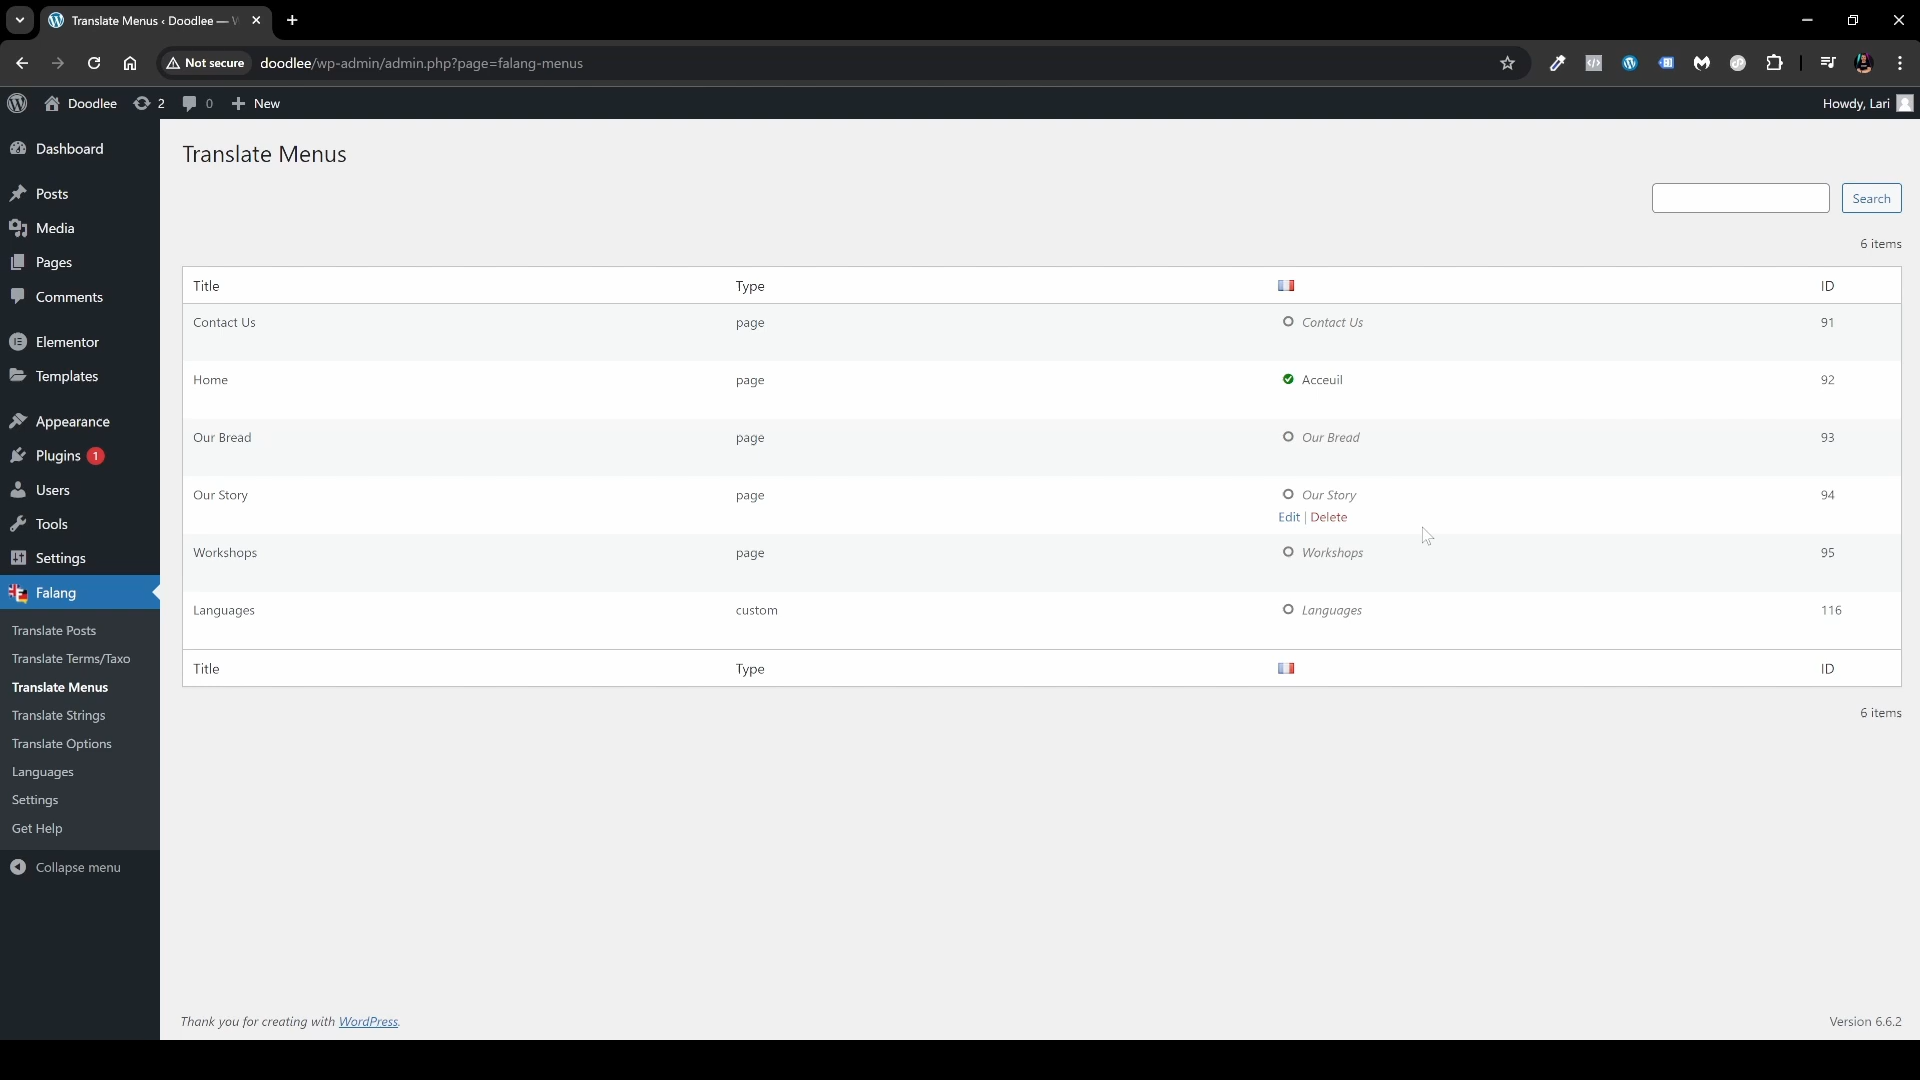 Translate Menus ‹ Doodlee —
Not secure
doodlee/wp-admin/admin.php?page=falang-menus
Doodlee
2
0
New
Howdy, Lari
Dashboard
Posts
Media
Pages
Comments
Elementor
Templates
Appearance
Plugins 1
Users
Tools
Settings
Falang
Translate Posts
Translate Terms/Taxo
Translate Menus
Translate Strings
Translate Options
Languages
Settings
Get Help
Collapse menu
Translate Menus
Search
6 items
Title Type ID
Contact Us page Contact Us 91
Home page Acceuil 92
Our Bread page Our Bread 93
Our Story page Our Story 94
Edit | Delete
Workshops page Workshops 95
Languages custom Languages 116
Title Type ID
6 items
Thank you for creating with WordPress.
Version 6.6.2